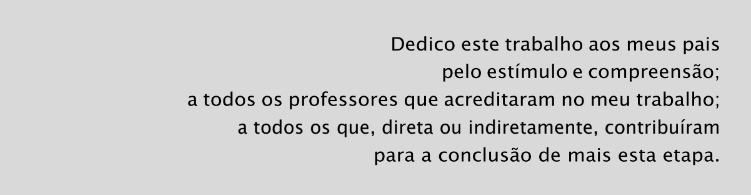 Dedico este trabalho aos meus pais
pelo estímulo e compreensão;
a todos os professores que acreditaram no meu trabalho;
a todos os que, direta ou indiretamente, contribuíram
para a conclusão de mais esta etapa.